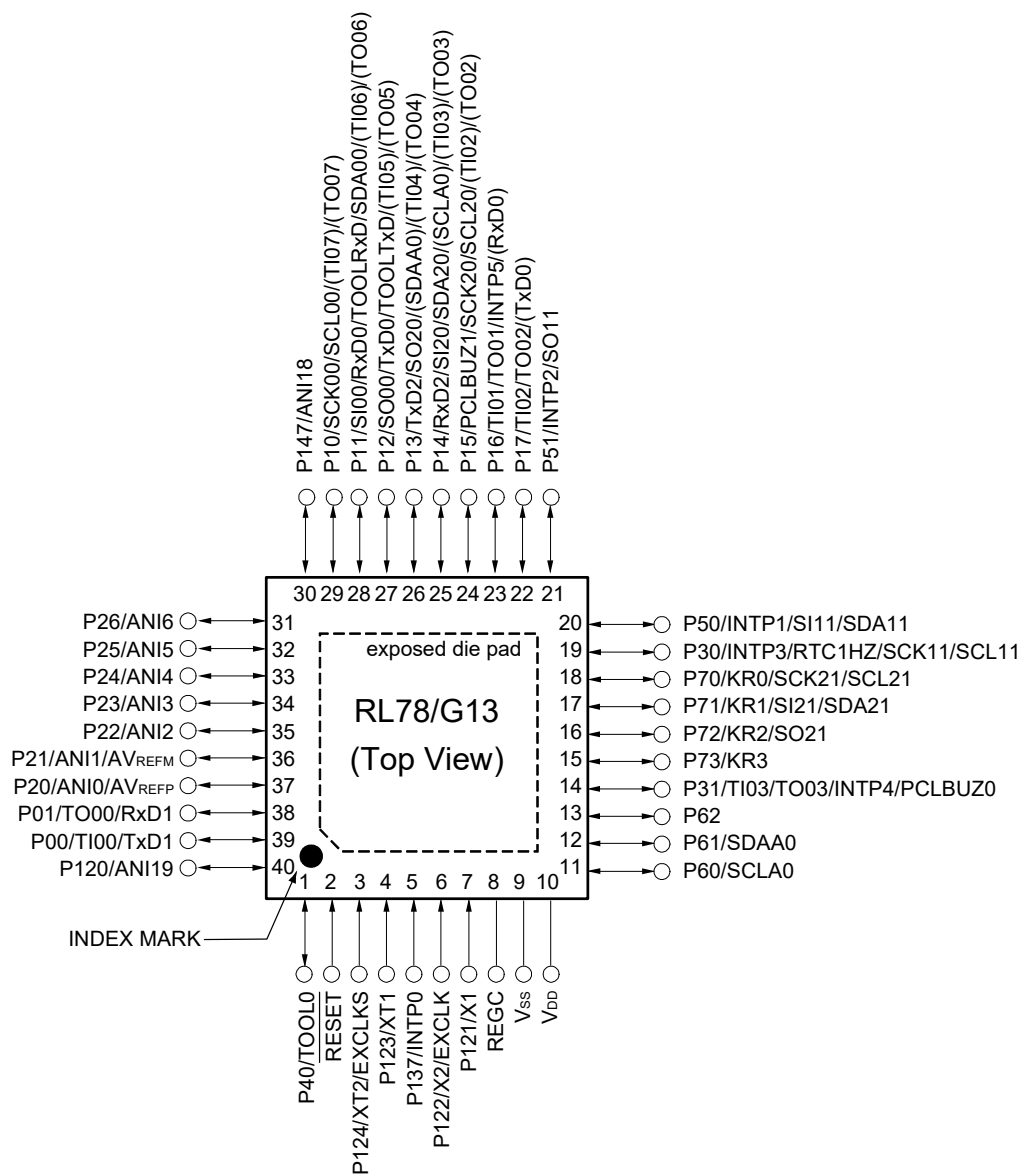 P147/ANI18
P10/SCK00/SCL00/(TI07)/(TO07)
P11/SI00/RxD0/TOOLRxD/SDA00/(TI06)/(TO06)
P12/SO00/TxD0/TOOLTxD/(TI05)/(TO05)
P13/TxD2/SO20/(SDAA0)/(TI04)/(TO04)
P14/RxD2/SI20/SDA20/(SCLA0)/(TI03)/(TO03)
P15/PCLBUZ1/SCK20/SCL20/(TI02)/(TO02)
P16/TI01/TO01/INTP5/(RxD0)
P17/TI02/TO02/(TxD0)
P51/INTP2/SO11
30 29 28 27 26 25 24 23 22 21
P26/ANI6 31
P25/ANI5 32
P24/ANI4 33
P23/ANI3 34
P22/ANI2 35
P21/ANI1/AVREFM 36
P20/ANI0/AVREFP 37
P01/TO00/RxD1 38
P00/TI00/TxD1 39
P120/ANI19 40
exposed die pad
RL78/G13
(Top View)
20 P50/INTP1/SI11/SDA11
19 P30/INTP3/RTC1HZ/SCK11/SCL11
18 P70/KR0/SCK21/SCL21
17 P71/KR1/SI21/SDA21
16 P72/KR2/SO21
15 P73/KR3
14 P31/TI03/TO03/INTP4/PCLBUZ0
13 P62
12 P61/SDAA0
11 P60/SCLA0
1 2 3 4 5 6 7 8 9 10
INDEX MARK
P40/TOOL0
RESET
P124/XT2/EXCLKS
P123/XT1
P137/INTP0
P122/X2/EXCLK
P121/X1
REGC
VSS
VDD